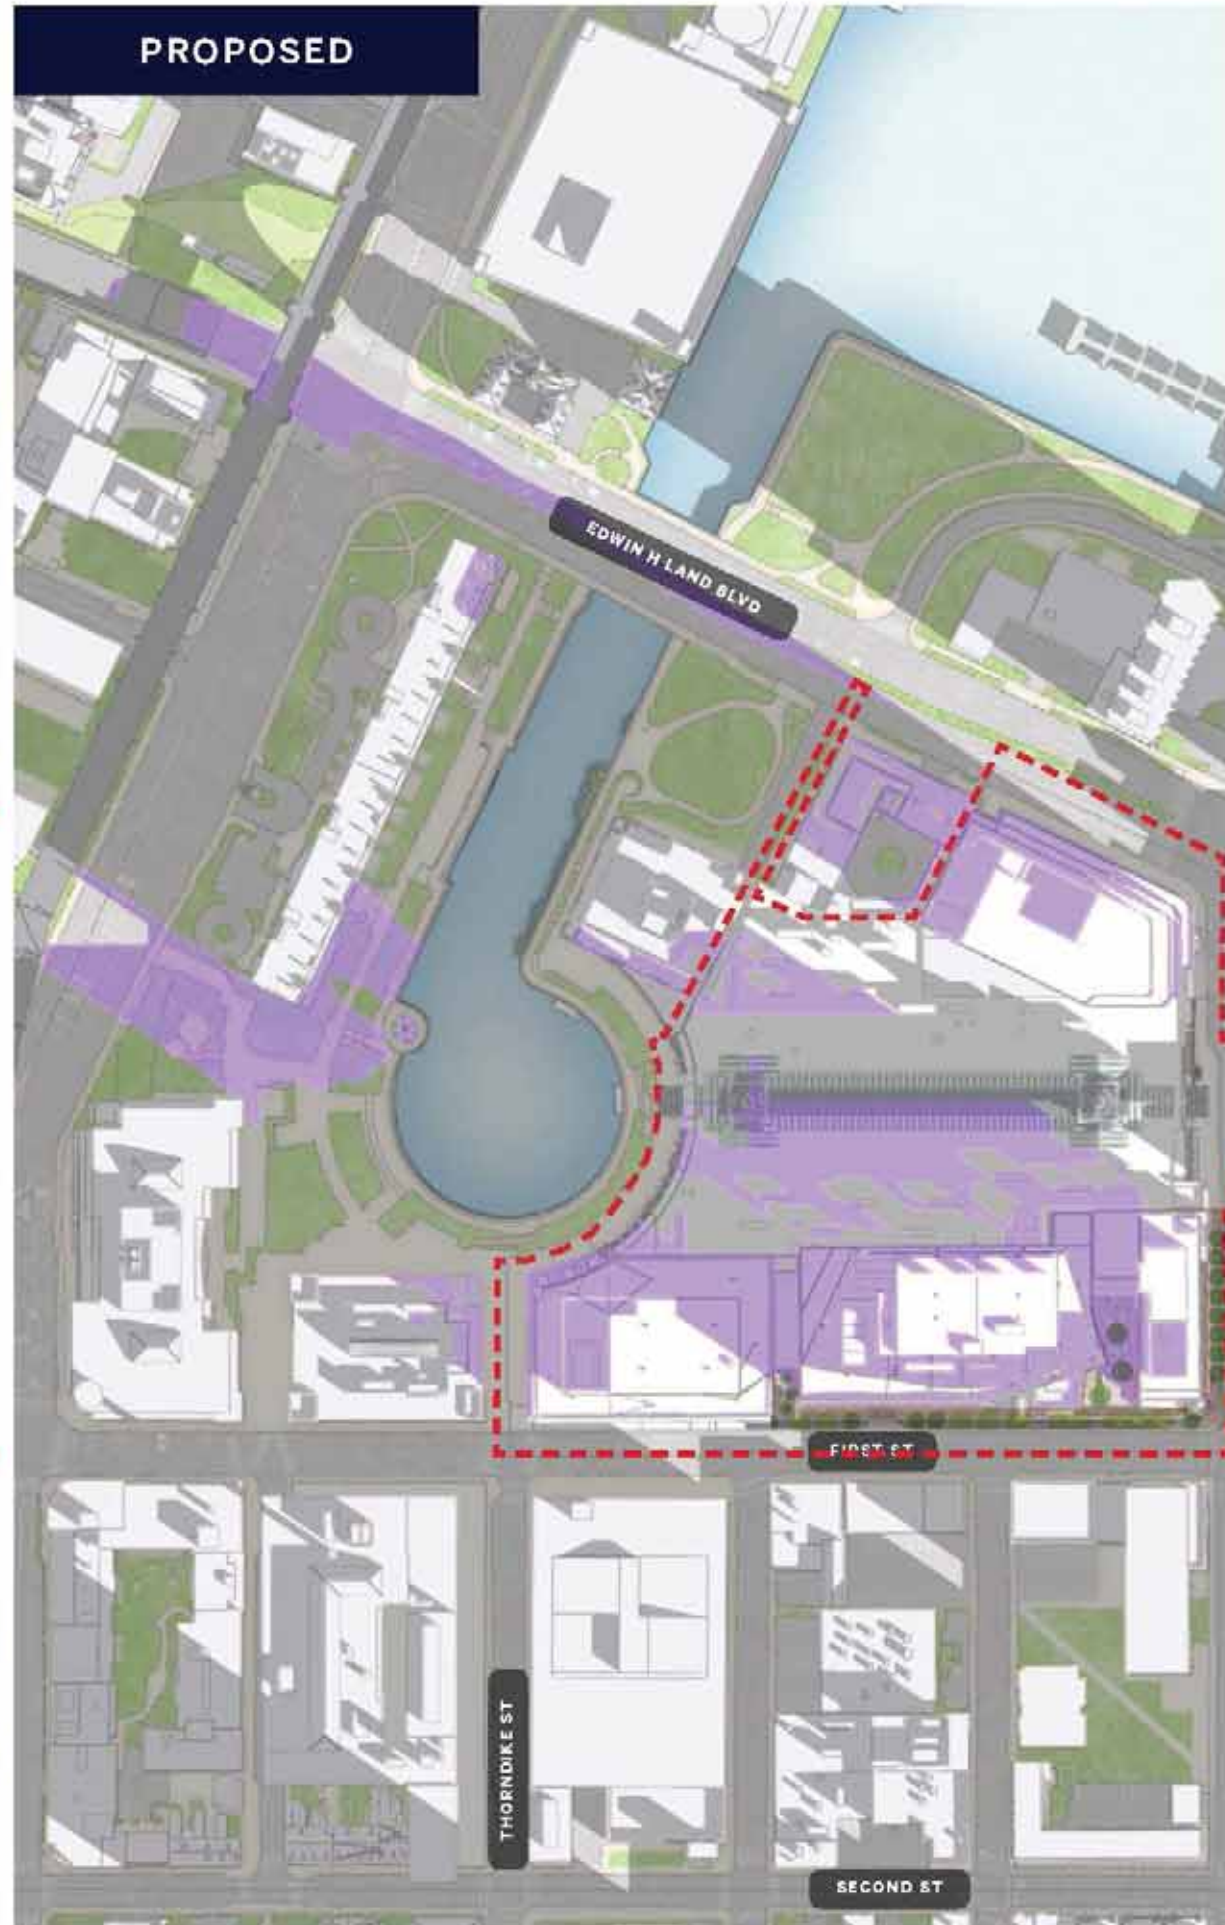 PROPOSED
EDWIN H LAND BLVD
FIRST ST
THORNDIKE ST
SECOND ST